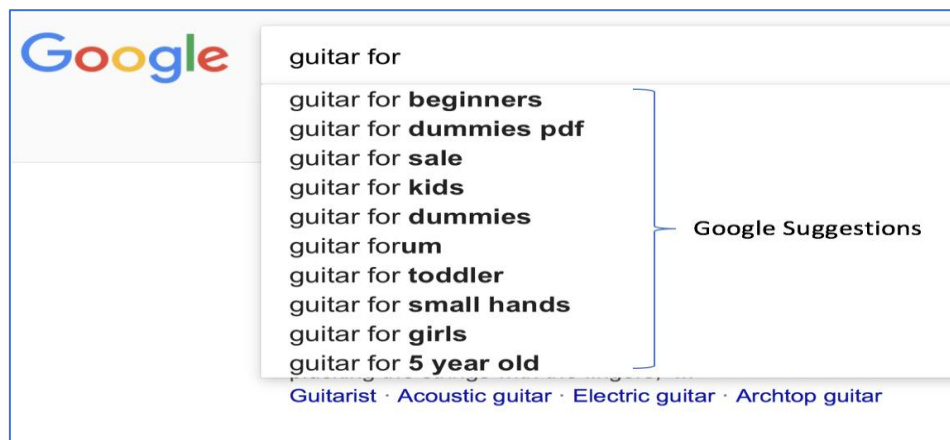 Google
guitar for
guitar for beginners
guitar for dummies pdf
guitar for sale
guitar for kids
guitar for dummies
guitar forum
guitar for toddler
guitar for small hands
guitar for girls
guitar for 5 year old
Google Suggestions
Guitarist · Acoustic guitar · Electric guitar · Archtop guitar